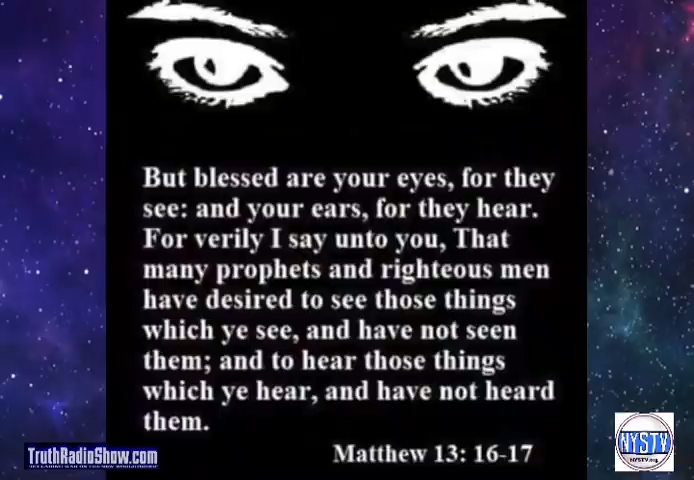 But blessed are your eyes, for they
see: and your ears, for they hear.
For verily I say unto you, That
many prophets and righteous men
have desired to see those things
which ye see, and have not seen
them; and to hear those things
which ye hear, and have not heard
them.
Matthew 13: 16-17
TruthRadioShow.com
NYSTV
NYSTV.org